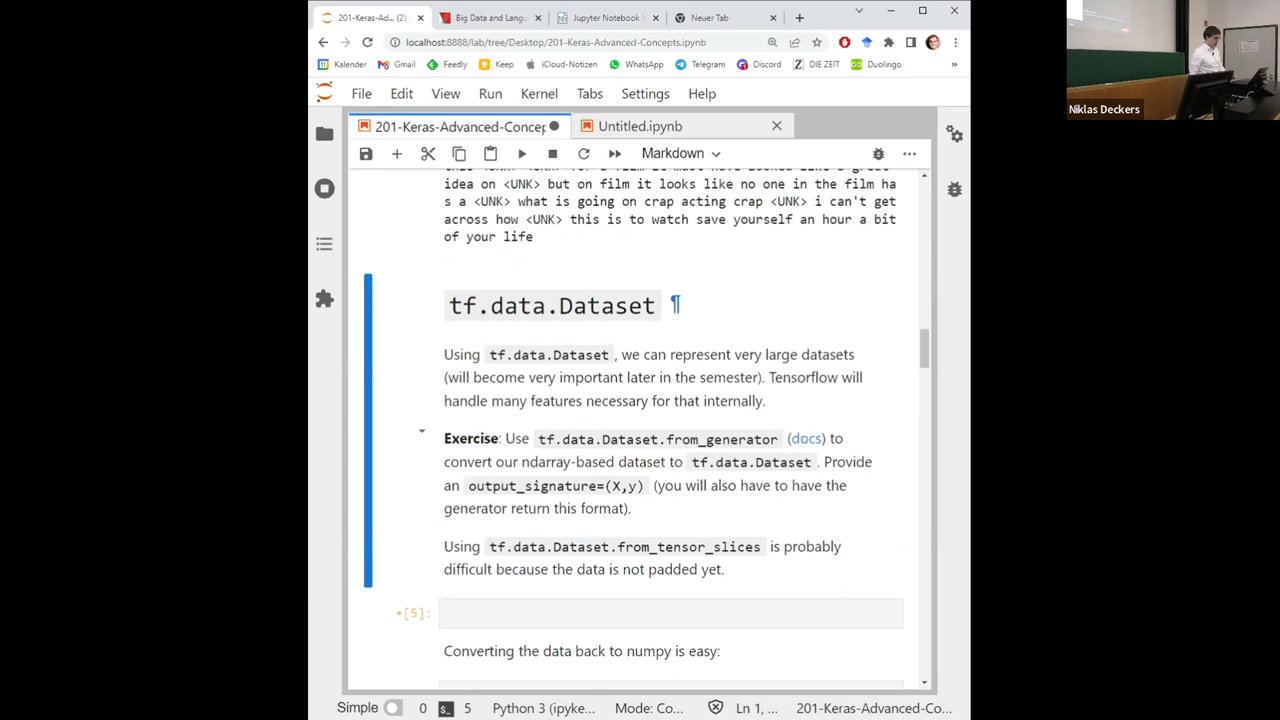 201-Keras-Ad... (2)
Big Data and Langu
Jupyter Notebook
Neuer Tab
localhost:8888/lab/tree/Desktop/201-Keras-Advanced-Concepts.ipynb
Kalender
Gmail
Feedly
Keep
iCloud-Notizen
WhatsApp
Telegram
Discord
DIE ZEIT
Duolingo
»
Niklas Deckers
File Edit View Run Kernel Tabs Settings Help
201-Keras-Advanced-Concep
Untitled.ipynb
Markdown
idea on <UNK> but on film it looks like no one in the film ha
s a <UNK> what is going on crap acting crap <UNK> i can't get
across how <UNK> this is to watch save yourself an hour a bit
of your life
tf.data.Dataset ¶
Using tf.data.Dataset, we can represent very large datasets
(will become very important later in the semester). Tensorflow will
handle many features necessary for that internally.
Exercise: Use tf.data.Dataset.from_generator (docs) to
convert our ndarray-based dataset to tf.data.Dataset. Provide
an output_signature=(X,y) (you will also have to have the
generator return this format).
Using tf.data.Dataset.from_tensor_slices is probably
difficult because the data is not padded yet.
•[5]:
Converting the data back to numpy is easy:
Simple 0 5 Python 3 (ipyke... Mode: Co... Ln 1, ... 201-Keras-Advanced-Co...